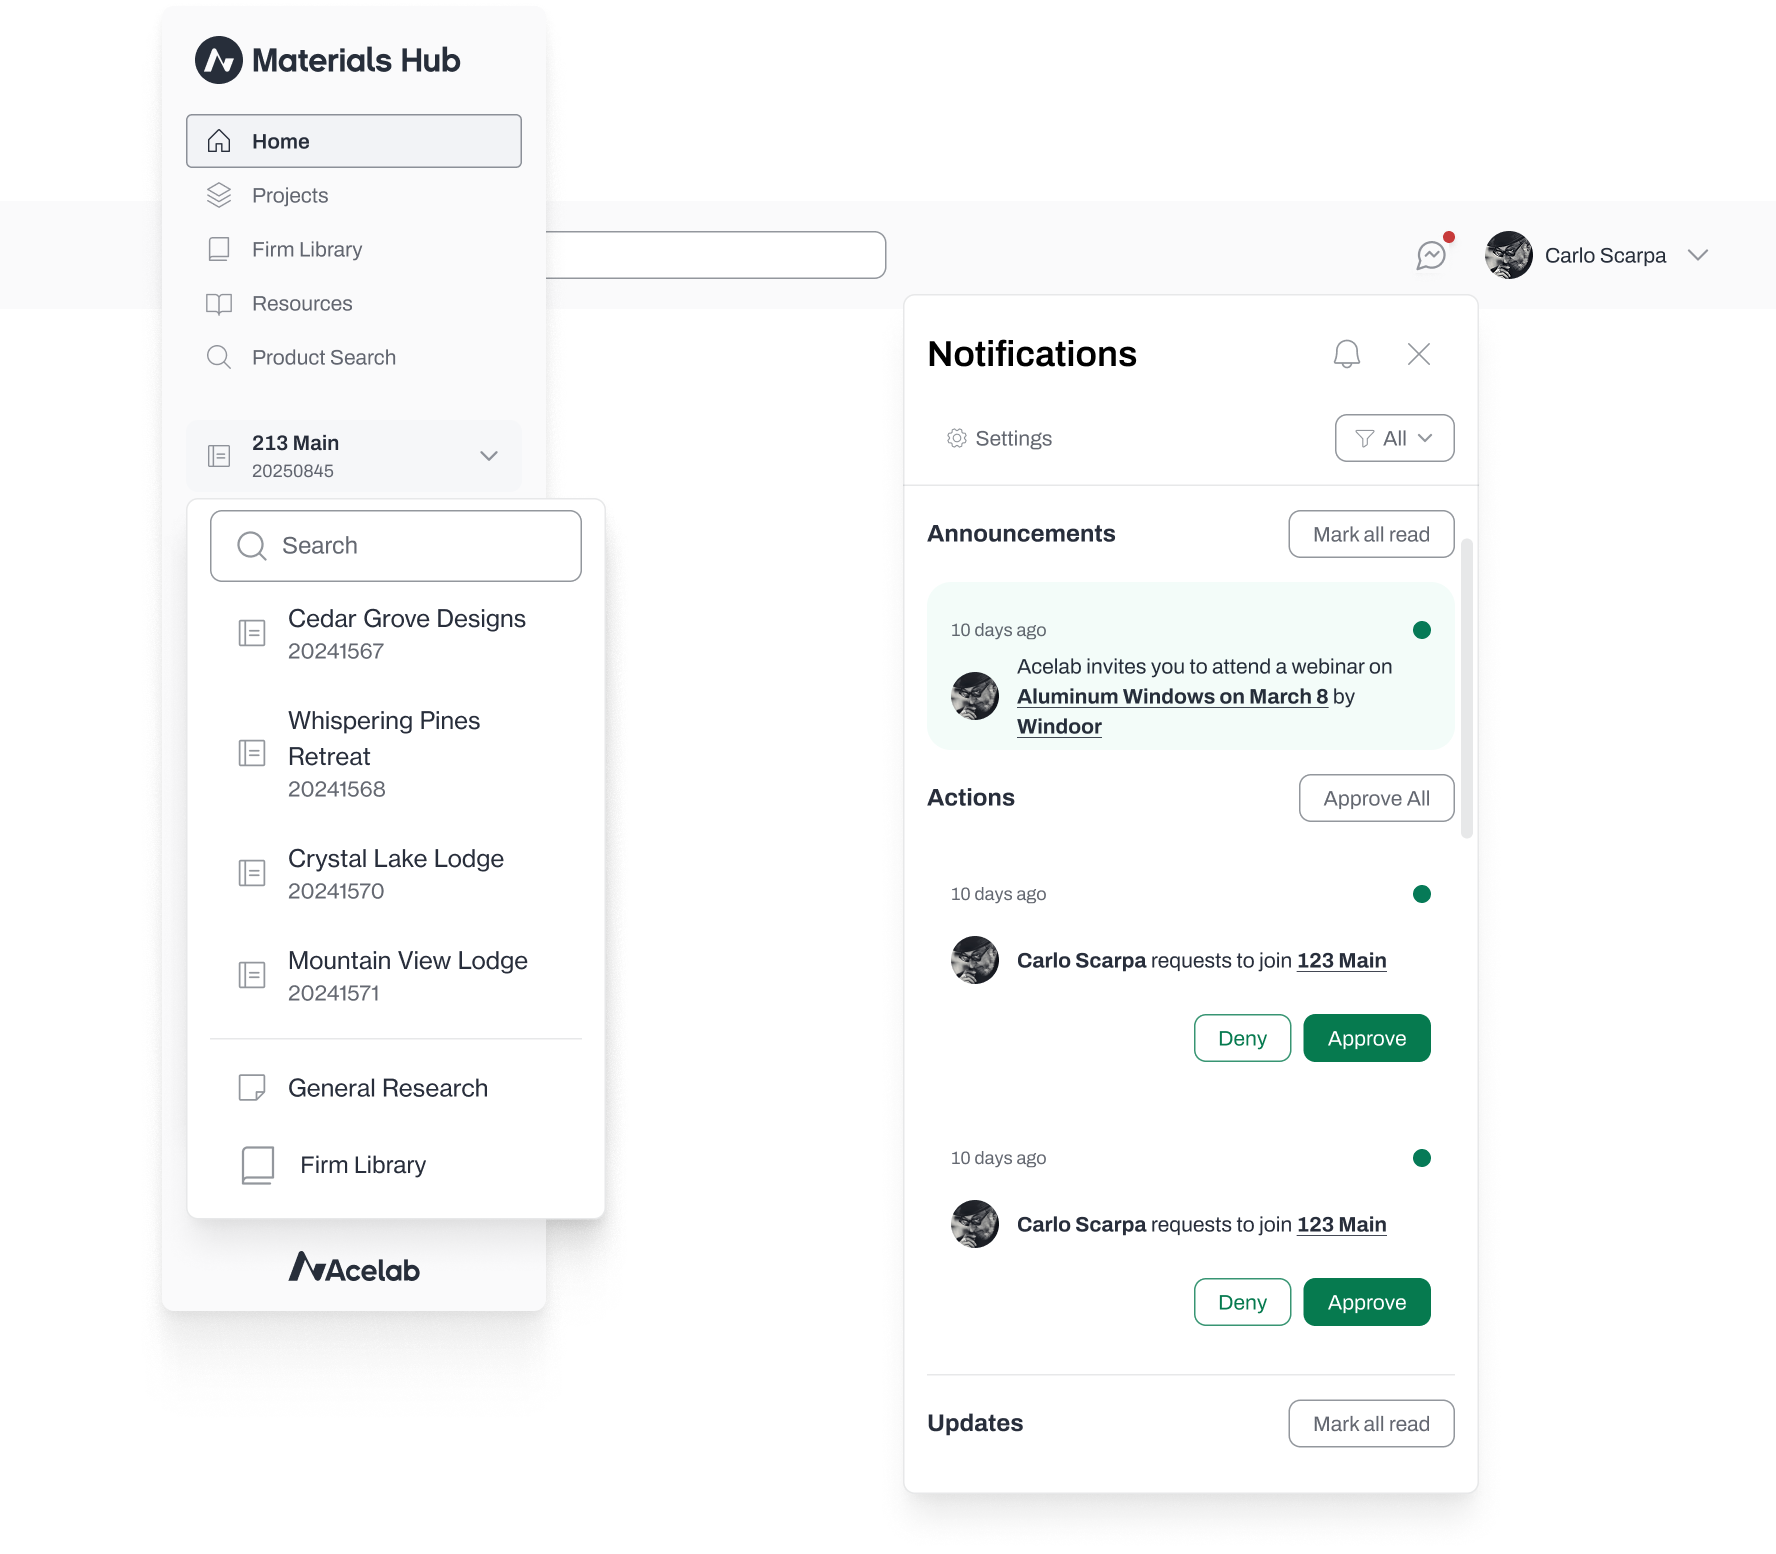 Materials Hub
Home
Projects
Firm Library
Resources
Product Search
213 Main
20250845
Search
Cedar Grove Designs
20241567
Whispering Pines
Retreat
20241568
Crystal Lake Lodge
20241570
Mountain View Lodge
20241571
General Research
Firm Library
Acelab
Carlo Scarpa
Notifications
Settings
All
Announcements
Mark all read
10 days ago
Acelab invites you to attend a webinar on
Aluminum Windows on March 8 by
Windoor
Actions
Approve All
10 days ago
Carlo Scarpa requests to join 123 Main
Deny
Approve
10 days ago
Carlo Scarpa requests to join 123 Main
Deny
Approve
Updates
Mark all read